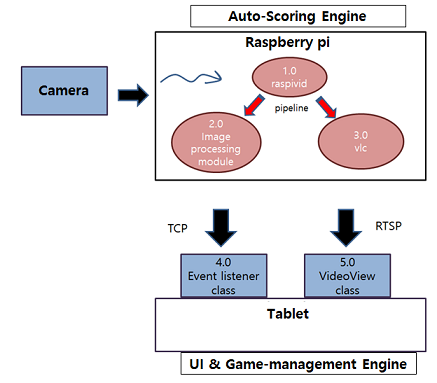 Auto-Scoring Engine
Raspberry pi
Camera
1.0
raspivid
pipeline
2.0
Image
processing
module
3.0
vlc
TCP
RTSP
4.0
Event listener
class
5.0
VideoView
class
Tablet
UI & Game-management Engine